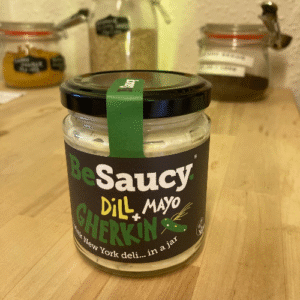 BeSaucy
DiLL + MAYO
GHERKIN
New York deli... in a jar